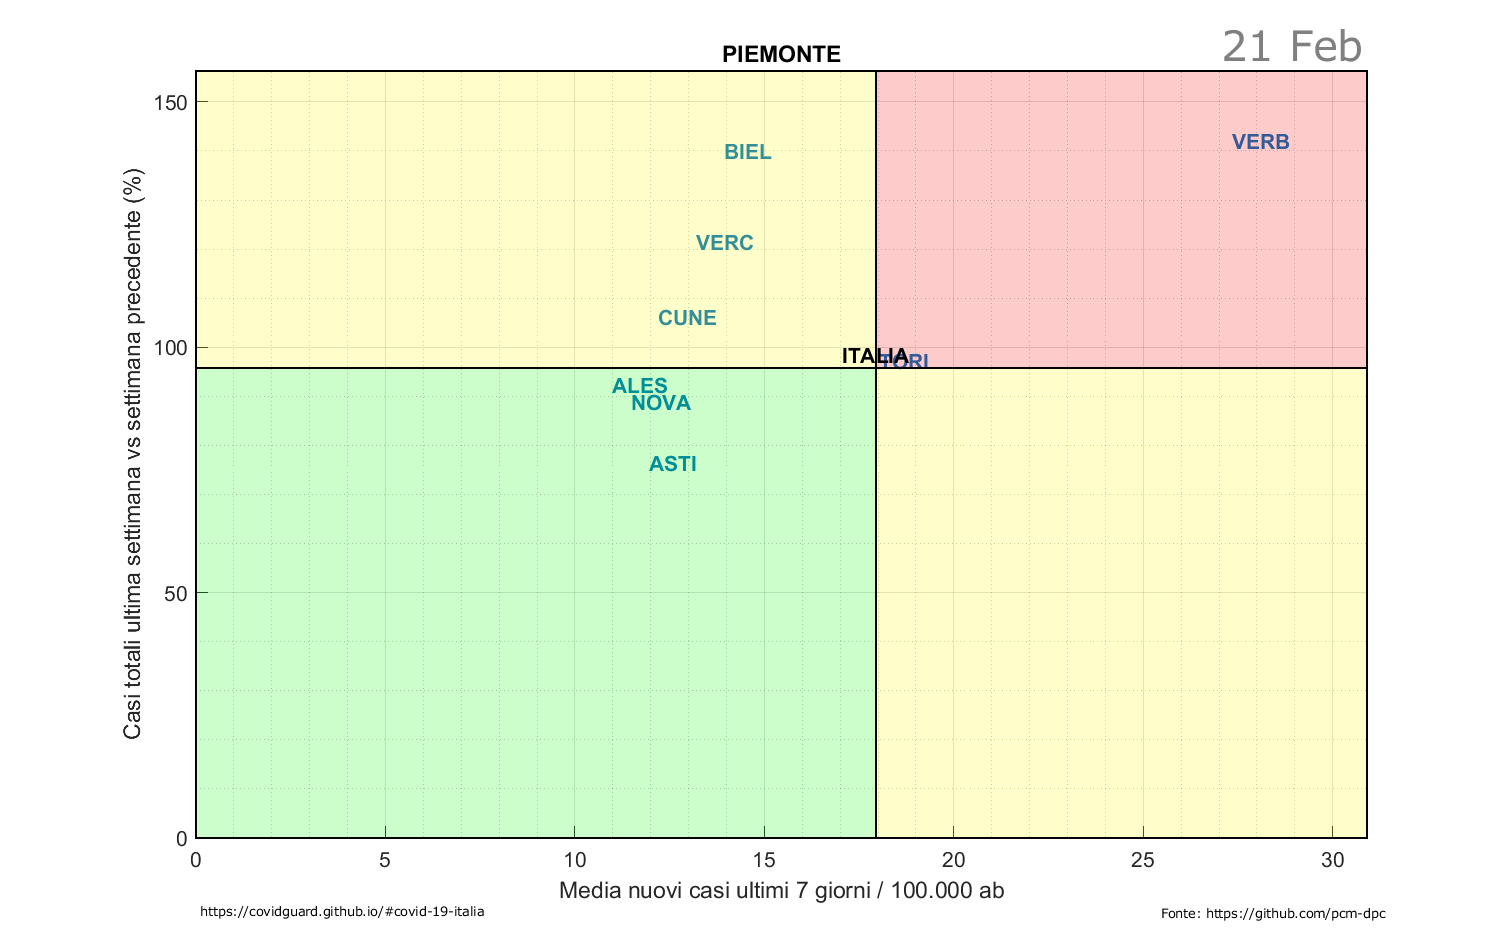 21 Feb
PIEMONTE
Casi totali ultima settimana vs settimana precedente (%)
150
100
50
0
BIEL
VERB
VERC
CUNE
ITALIA
TORI
ALES
NOVA
ASTI
0 5 10 15 20 25 30
Media nuovi casi ultimi 7 giorni / 100.000 ab
https://covidguard.github.io/#covid-19-italia
Fonte: https://github.com/pcm-dpc